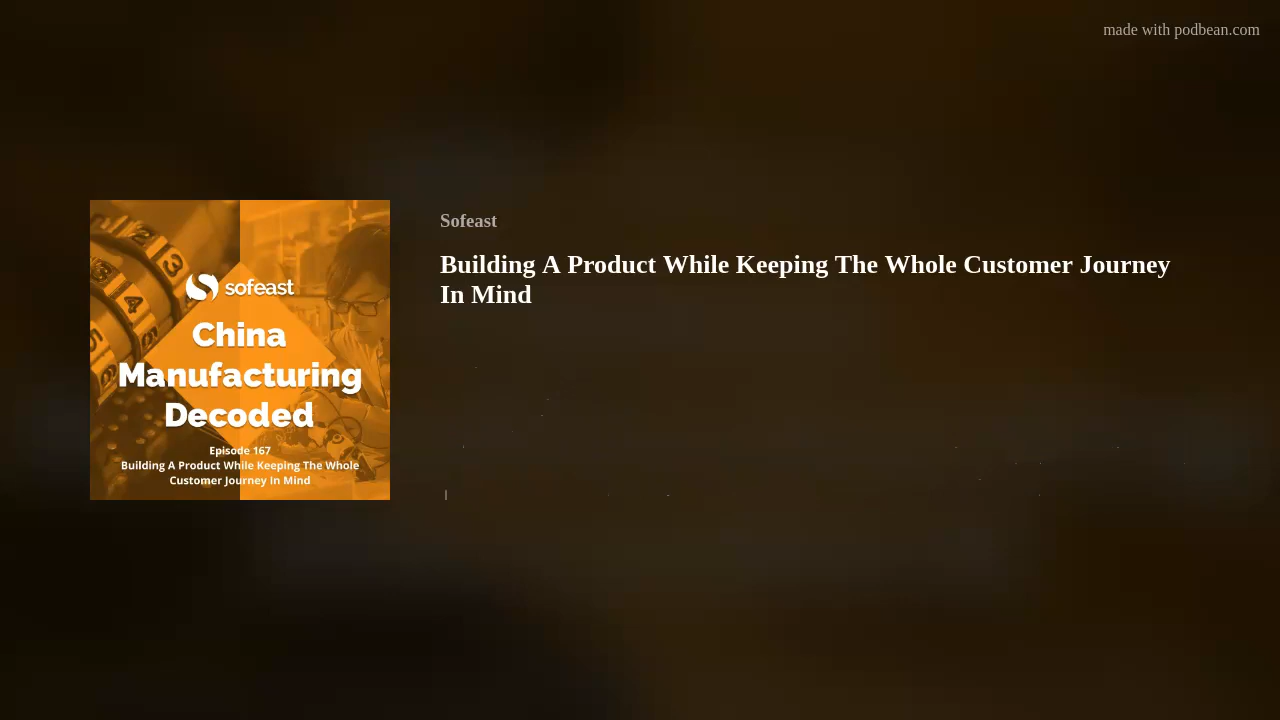 made with podbean.com
Sofeast
Building A Product While Keeping The Whole Customer Journey
In Mind
sofeast
China
Manufacturing
Decoded
Episode 167
Building A Product While Keeping The Whole
Customer Journey In Mind